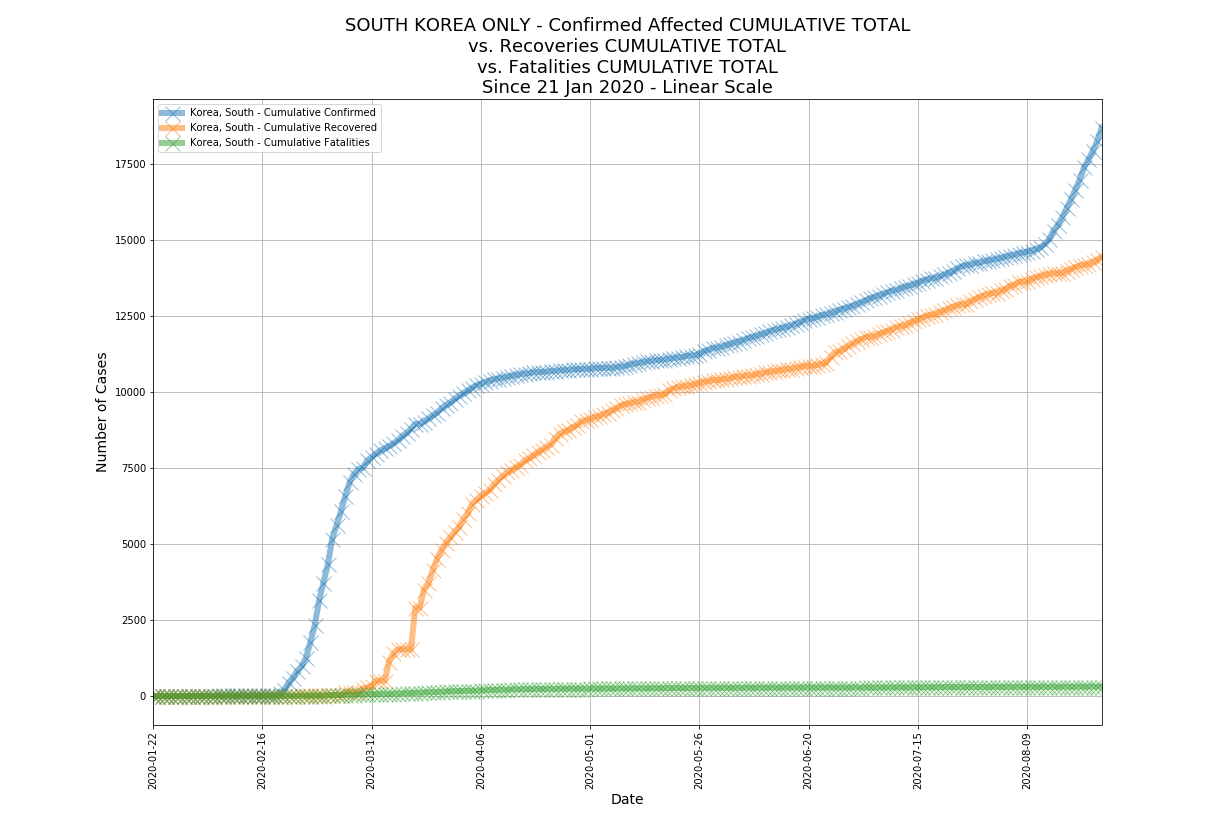 SOUTH KOREA ONLY - Confirmed Affected CUMULATIVE TOTAL
vs. Recoveries CUMULATIVE TOTAL
vs. Fatalities CUMULATIVE TOTAL
Since 21 Jan 2020 - Linear Scale
Korea, South - Cumulative Confirmed
Korea, South - Cumulative Recovered
Korea, South - Cumulative Fatalities
Number of Cases
17500
15000
12500
10000
7500
5000
2500
0
2020-01-22
2020-02-16
2020-03-12
2020-04-06
2020-05-01
2020-05-26
2020-06-20
2020-07-15
2020-08-09
Date